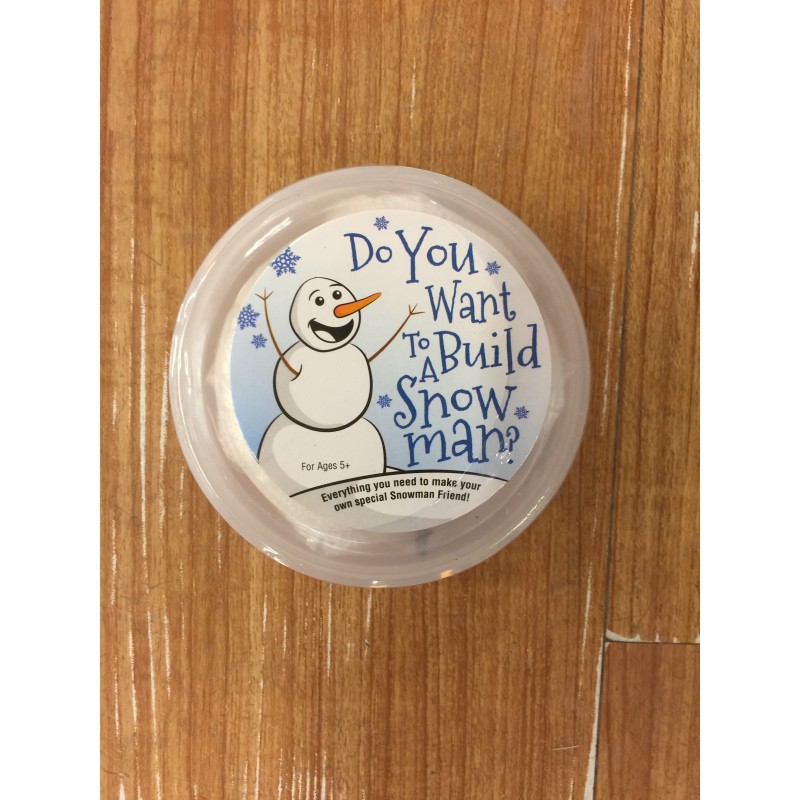 Do You
Want
To A Build
Snow
man?
For Ages 5+
Everything you need to make your
own special Snowman Friend!